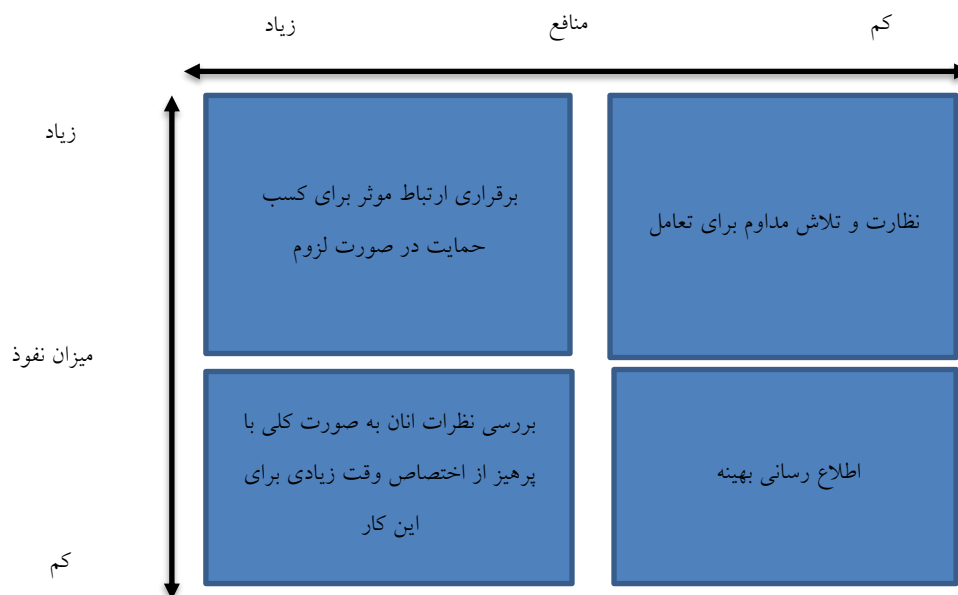 کم
منافع
زیاد
زیاد
میزان نفوذ
کم
نظارت و تلاش مداوم برای تعامل
برقراری ارتباط موثر برای کسب
حمایت در صورت لزوم
اطلاع رسانی بهینه
بررسی نظرات انان به صورت کلی با
پرهیز از اختصاص وقت زیادی برای
این کار